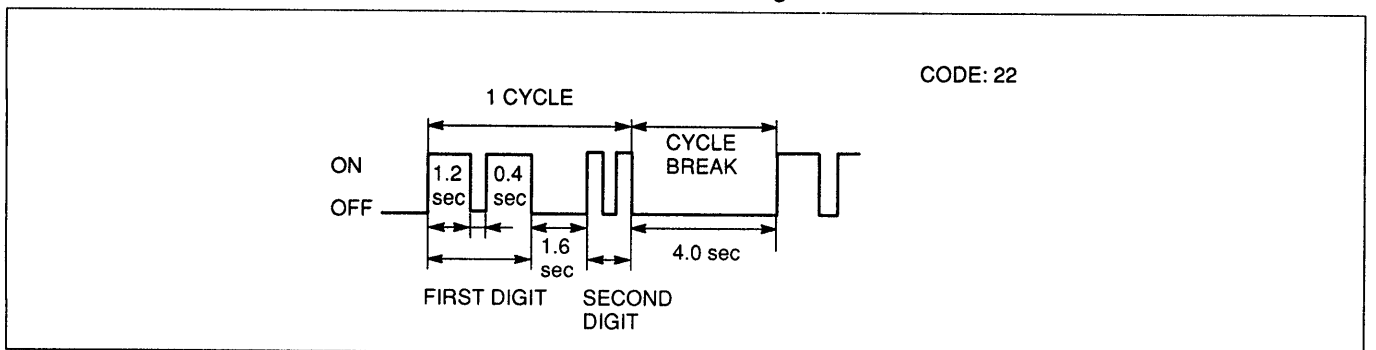 CODE: 22
1 CYCLE
CYCLE
BREAK
ON
1.2
sec
0.4
sec
OFF
1.6
sec
4.0 sec
FIRST DIGIT
SECOND
DIGIT